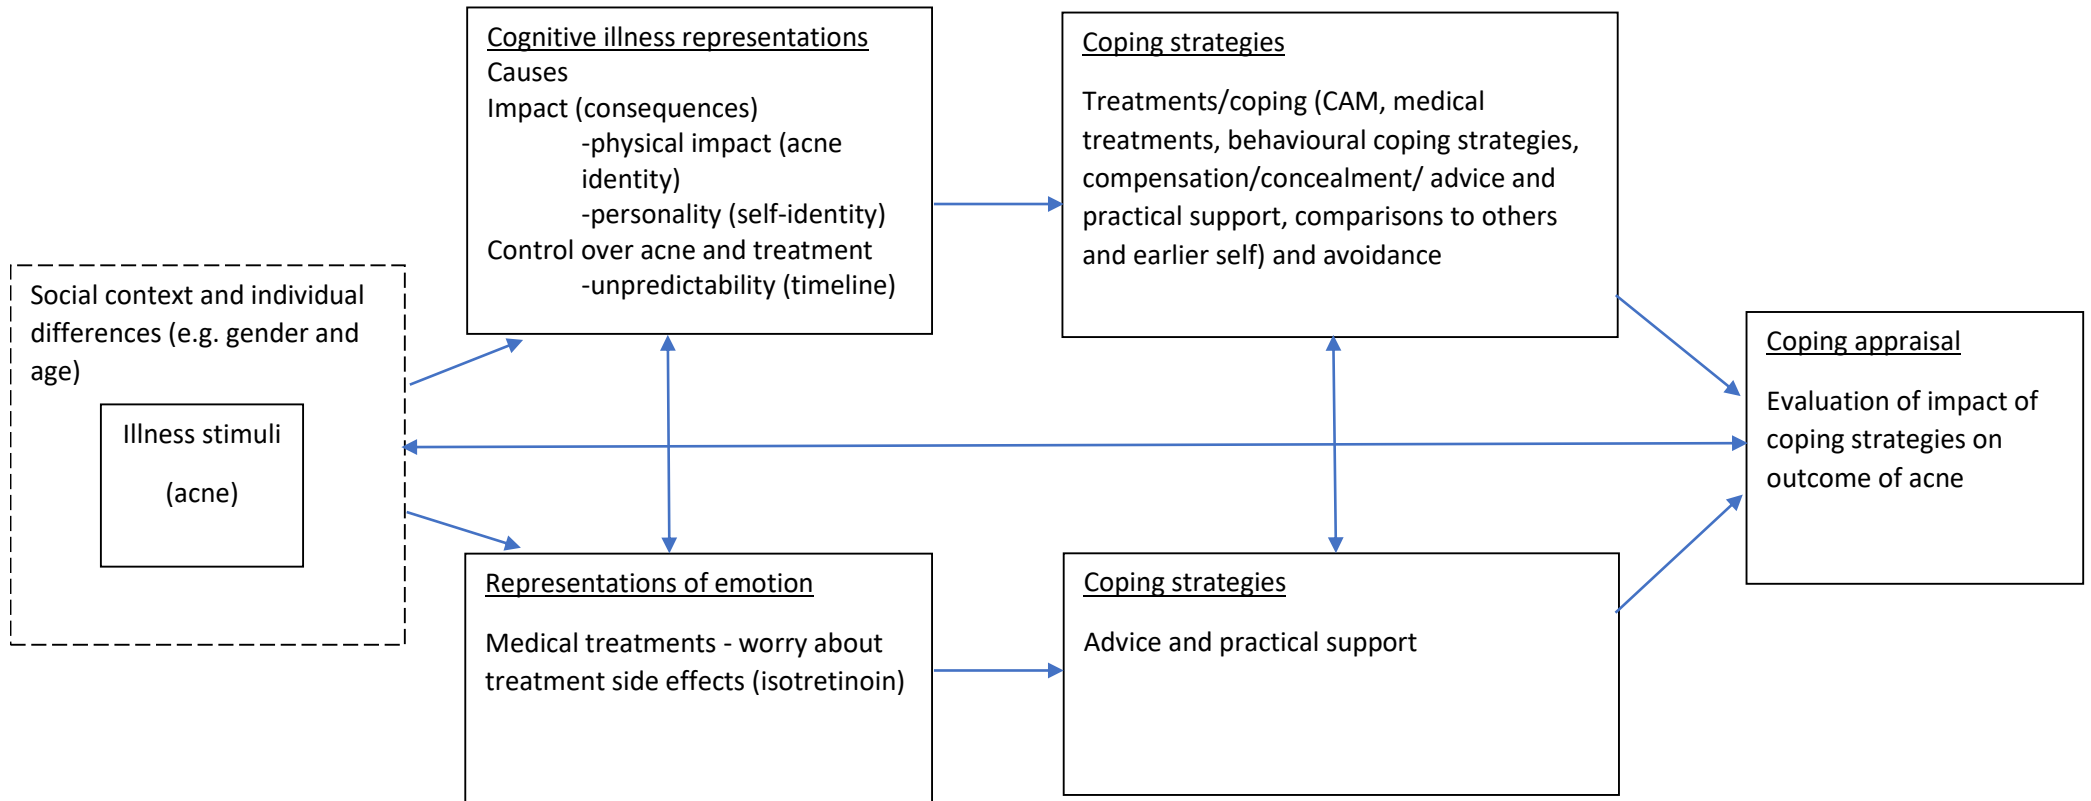 Social context and individual
differences (e.g. gender and
age)
Illness stimuli
(acne)
Cognitive illness representations
Causes
Impact (consequences)
-physical impact (acne
identity)
-personality (self-identity)
Control over acne and treatment
-unpredictability (timeline)
Representations of emotion
Medical treatments - worry about
treatment side effects (isotretinoin)
Coping strategies
Treatments/coping (CAM, medical
treatments, behavioural coping strategies,
compensation/concealment/ advice and
practical support, comparisons to others
and earlier self) and avoidance
Coping strategies
Advice and practical support
Coping appraisal
Evaluation of impact of
coping strategies on
outcome of acne